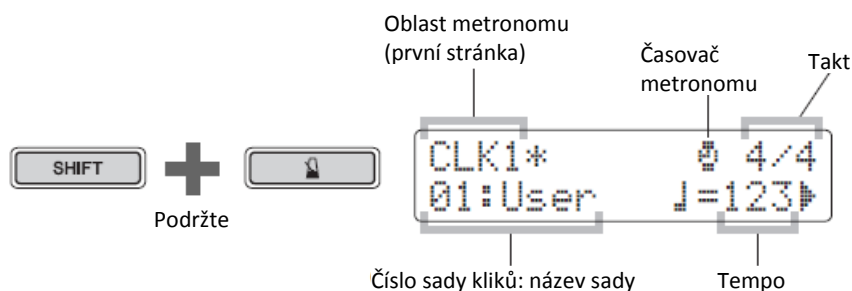 Oblast metronomu
(první stránka)
Časovač
metronomu
Takt
SHIFT
Podržte
CLK1* 4/4
01:User ♩=123
Číslo sady kliků: název sady
Tempo